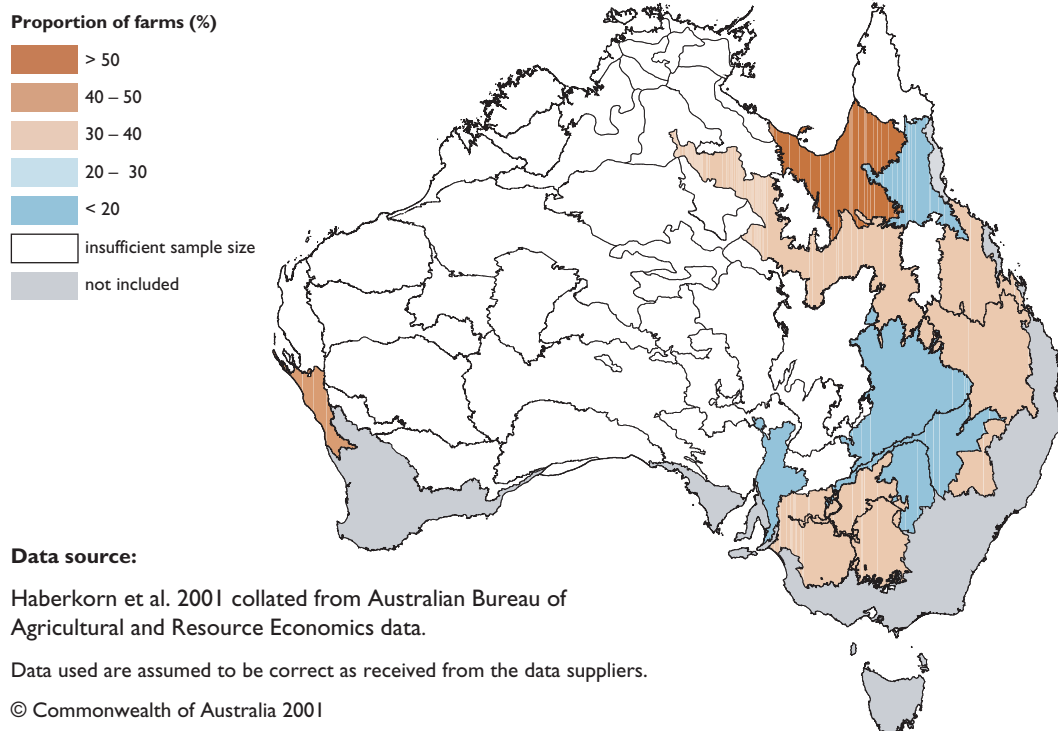 Proportion of farms (%)
> 50
40 – 50
30 – 40
20 – 30
< 20
insufficient sample size
not included
Data source:
Haberkorn et al. 2001 collated from Australian Bureau of
Agricultural and Resource Economics data.
Data used are assumed to be correct as received from the data suppliers.
© Commonwealth of Australia 2001